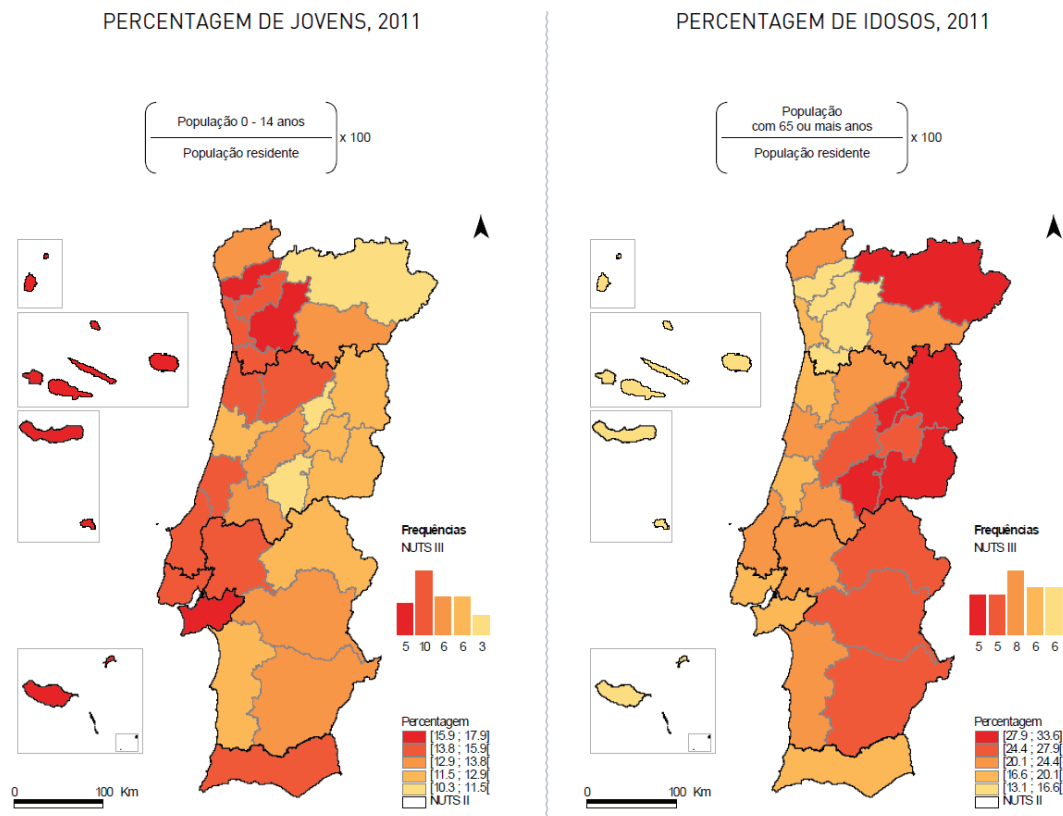 PERCENTAGEM DE JOVENS, 2011
População 0 - 14 anos
População residente
x 100
Frequências
NUTS III
5 10 6 6 3
Percentagem
[15.9 ; 17.9[
[13.8 ; 15.9[
[12.9 ; 13.8[
[11.5 ; 12.9[
[10.3 ; 11.5[
NUTS II
0 100 Km
PERCENTAGEM DE IDOSOS, 2011
População
com 65 ou mais anos
População residente
x 100
Frequências
NUTS III
5 5 8 6 6
Percentagem
[27.9 ; 33.6[
[24.4 ; 27.9[
[20.1 ; 24.4[
[16.6 ; 20.1[
[13.1 ; 16.6[
NUTS II
0 100 Km